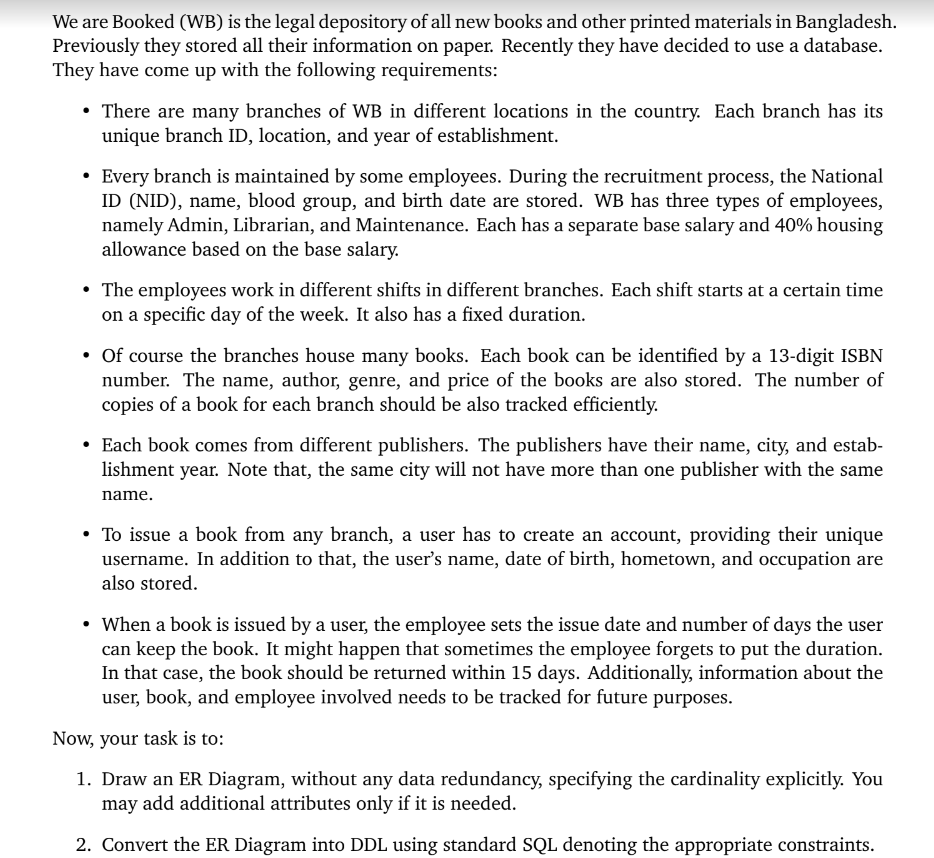 We are Booked (WB) is the legal depository of all new books and other printed materials in Bangladesh.
Previously they stored all their information on paper. Recently they have decided to use a database.
They have come up with the following requirements:
• There are many branches of WB in different locations in the country. Each branch has its
unique branch ID, location, and year of establishment.
• Every branch is maintained by some employees. During the recruitment process, the National
ID (NID), name, blood group, and birth date are stored. WB has three types of employees,
namely Admin, Librarian, and Maintenance. Each has a separate base salary and 40% housing
allowance based on the base salary.
• The employees work in different shifts in different branches. Each shift starts at a certain time
on a specific day of the week. It also has a fixed duration.
• Of course the branches house many books. Each book can be identified by a 13-digit ISBN
number. The name, author, genre, and price of the books are also stored. The number of
copies of a book for each branch should be also tracked efficiently.
• Each book comes from different publishers. The publishers have their name, city, and estab-
lishment year. Note that, the same city will not have more than one publisher with the same
name.
• To issue a book from any branch, a user has to create an account, providing their unique
username. In addition to that, the user's name, date of birth, hometown, and occupation are
also stored.
• When a book is issued by a user, the employee sets the issue date and number of days the user
can keep the book. It might happen that sometimes the employee forgets to put the duration.
In that case, the book should be returned within 15 days. Additionally, information about the
user, book, and employee involved needs to be tracked for future purposes.
Now, your task is to:
1. Draw an ER Diagram, without any data redundancy, specifying the cardinality explicitly. You
may add additional attributes only if it is needed.
2. Convert the ER Diagram into DDL using standard SQL denoting the appropriate constraints.